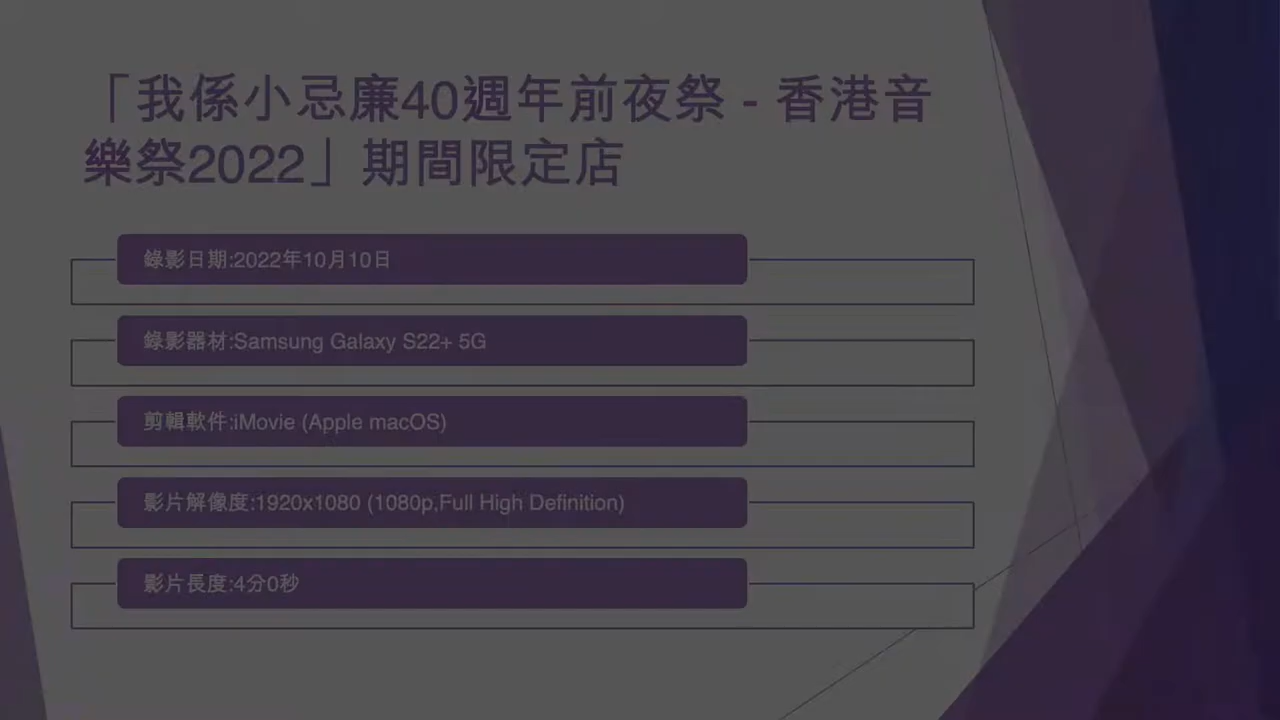 「我係小忌廉40週年前夜祭 - 香港音
樂祭2022」期間限定店
錄影日期:2022年10月10日
錄影器材:Samsung Galaxy S22+ 5G
剪輯軟件:iMovie (Apple macOS)
影片解像度:1920x1080 (1080p,Full High Definition)
影片長度:4分0秒